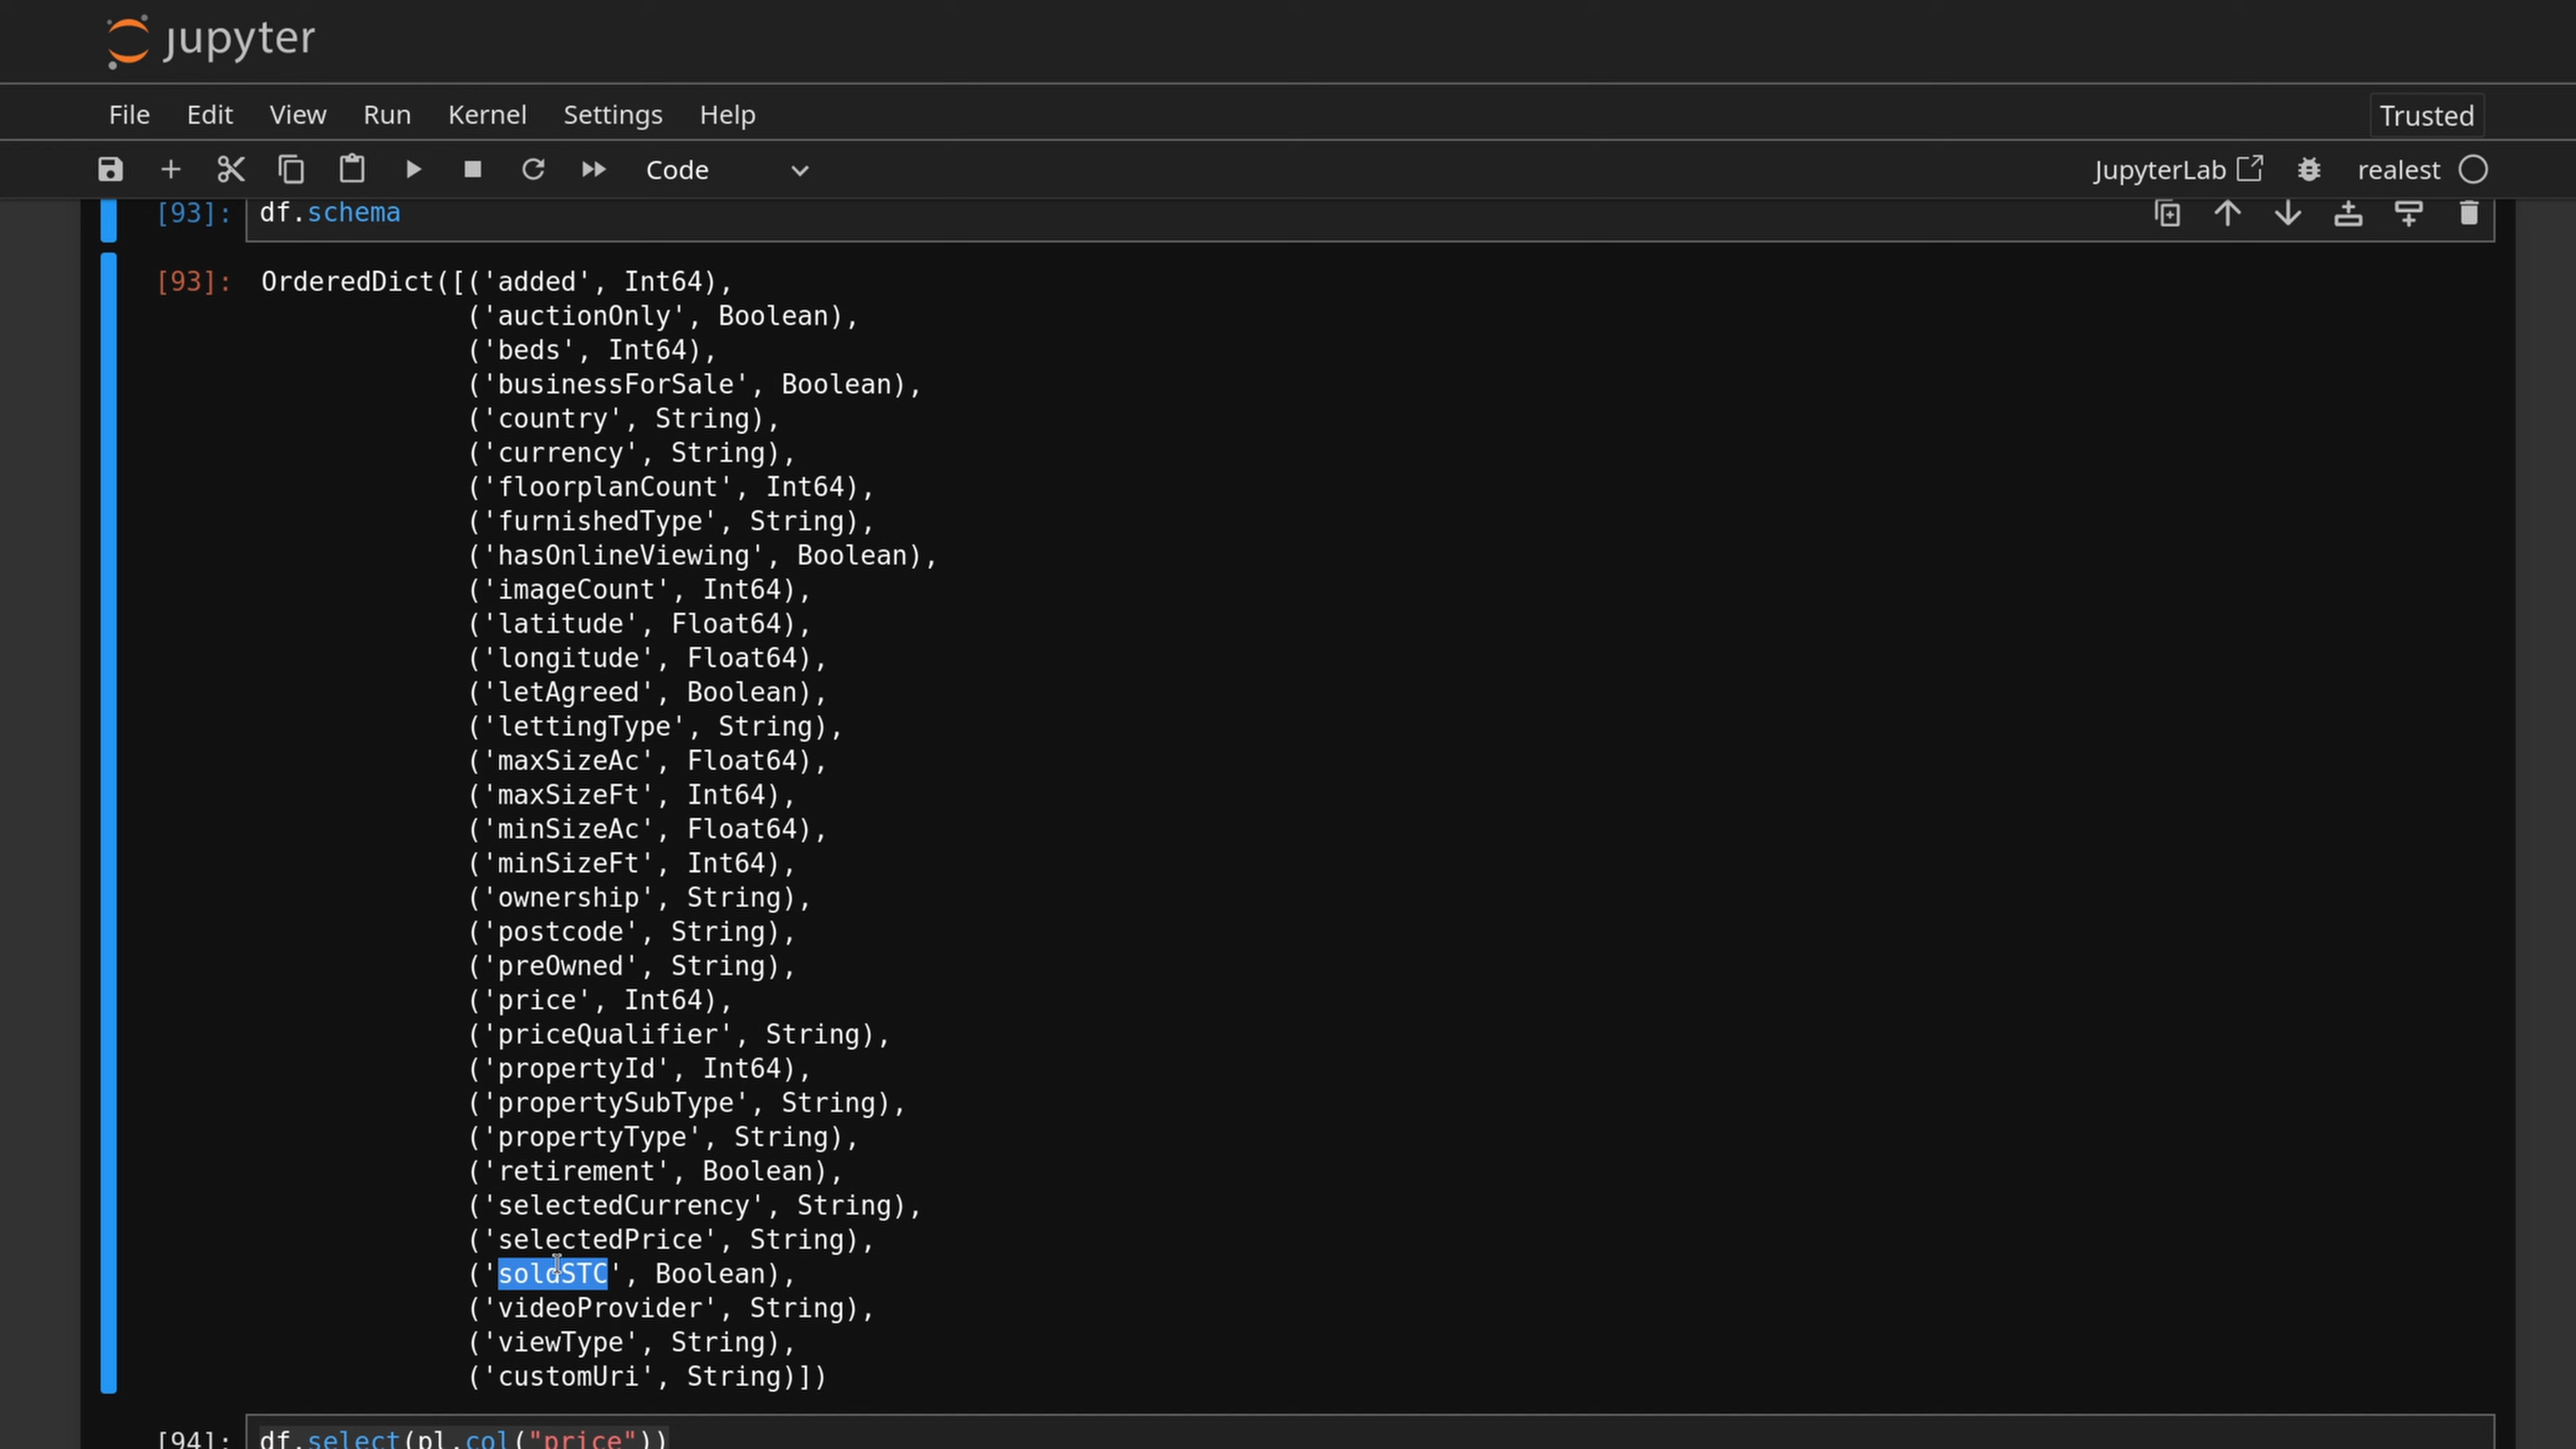 jupyter
File Edit View Run Kernel Settings Help Trusted
Code JupyterLab realest
[93]: df.schema
[93]: OrderedDict([('added', Int64),
('auctionOnly', Boolean),
('beds', Int64),
('businessForSale', Boolean),
('country', String),
('currency', String),
('floorplanCount', Int64),
('furnishedType', String),
('hasOnlineViewing', Boolean),
('imageCount', Int64),
('latitude', Float64),
('longitude', Float64),
('letAgreed', Boolean),
('lettingType', String),
('maxSizeAc', Float64),
('maxSizeFt', Int64),
('minSizeAc', Float64),
('minSizeFt', Int64),
('ownership', String),
('postcode', String),
('preOwned', String),
('price', Int64),
('priceQualifier', String),
('propertyId', Int64),
('propertySubType', String),
('propertyType', String),
('retirement', Boolean),
('selectedCurrency', String),
('selectedPrice', String),
('soldSTC', Boolean),
('videoProvider', String),
('viewType', String),
('customUri', String)])
[94]: df.select(pl.col("price"))